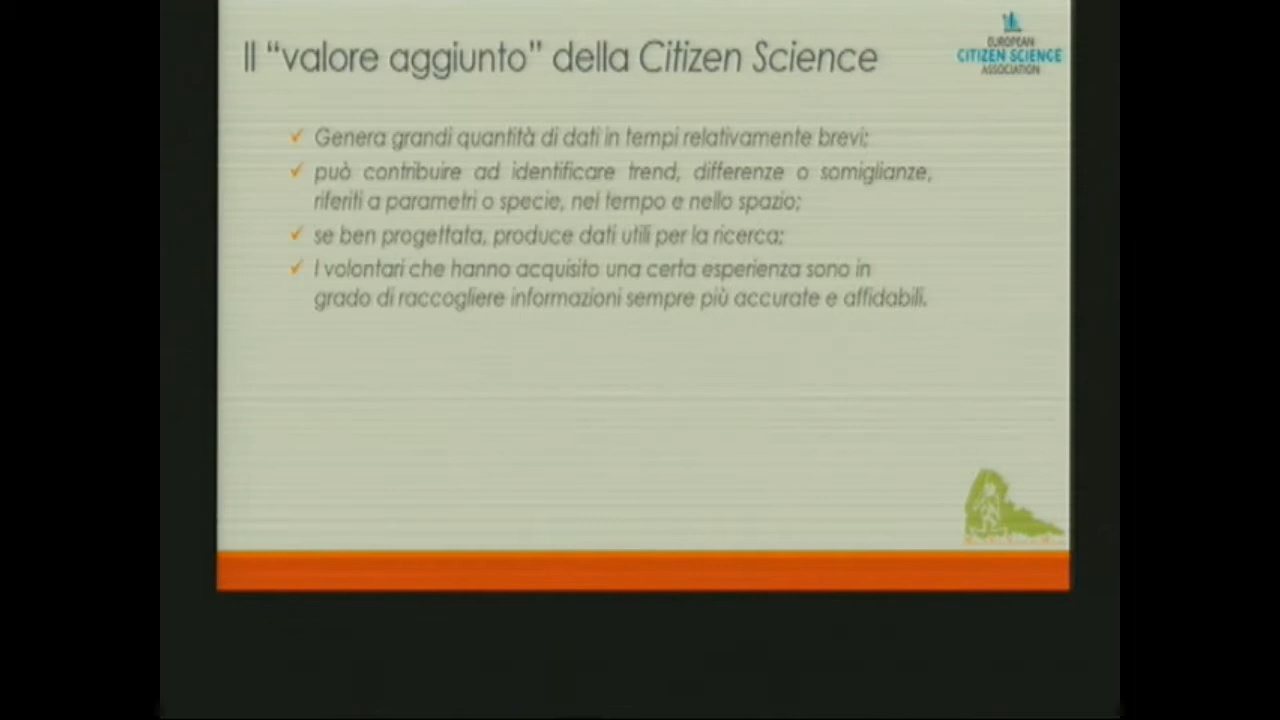 Il “valore aggiunto” della Citizen Science
EUROPEAN
CITIZEN SCIENCE
ASSOCIATION
Genera grandi quantità di dati in tempi relativamente brevi;
può contribuire ad identificare trend, differenze o somiglianze,
riferiti a parametri o specie, nel tempo e nello spazio;
se ben progettata, produce dati utili per la ricerca;
I volontari che hanno acquisito una certa esperienza sono in
grado di raccogliere informazioni sempre più accurate e affidabili.